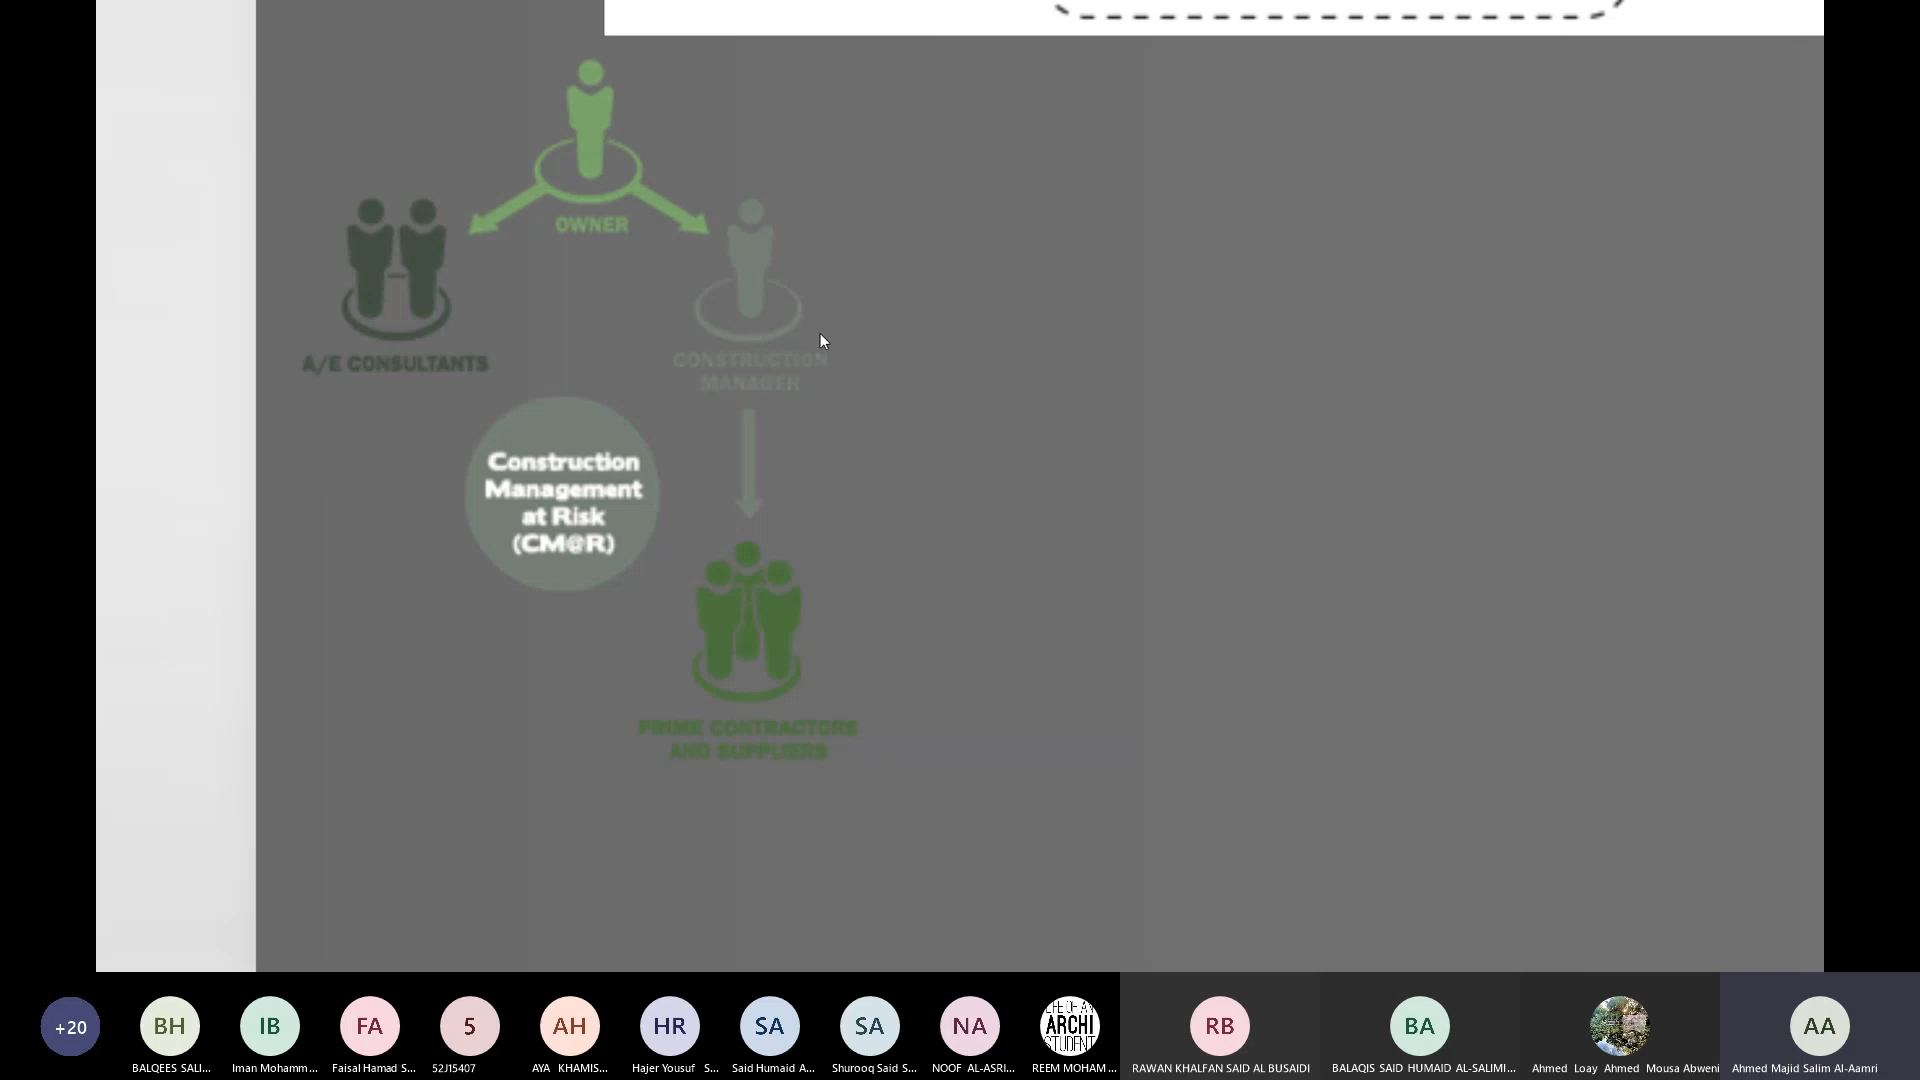 OWNER
A/E CONSULTANTS
CONSTRUCTION
MANAGER
Construction
Management
at Risk
(CM@R)
PRIME CONTRACTORS
AND SUPPLIERS
+20
BH
IB
FA
5
AH
HR
SA
SA
NA
ARCHI
STUDENT
RB
BA
AA
BALQEES SALI...
Iman Mohamm...
Faisal Hamad S...
52J15407
AYA KHAMIS...
Hajer Yousuf S...
Said Humaid A...
Shurooq Said S...
NOOF AL-ASRI...
REEM MOHAM...
RAWAN KHALFAN SAID AL BUSAIDI
BALAQIS SAID HUMAID AL-SALIMI...
Ahmed Loay Ahmed Mousa Abweni
Ahmed Majid Salim Al-Aamri